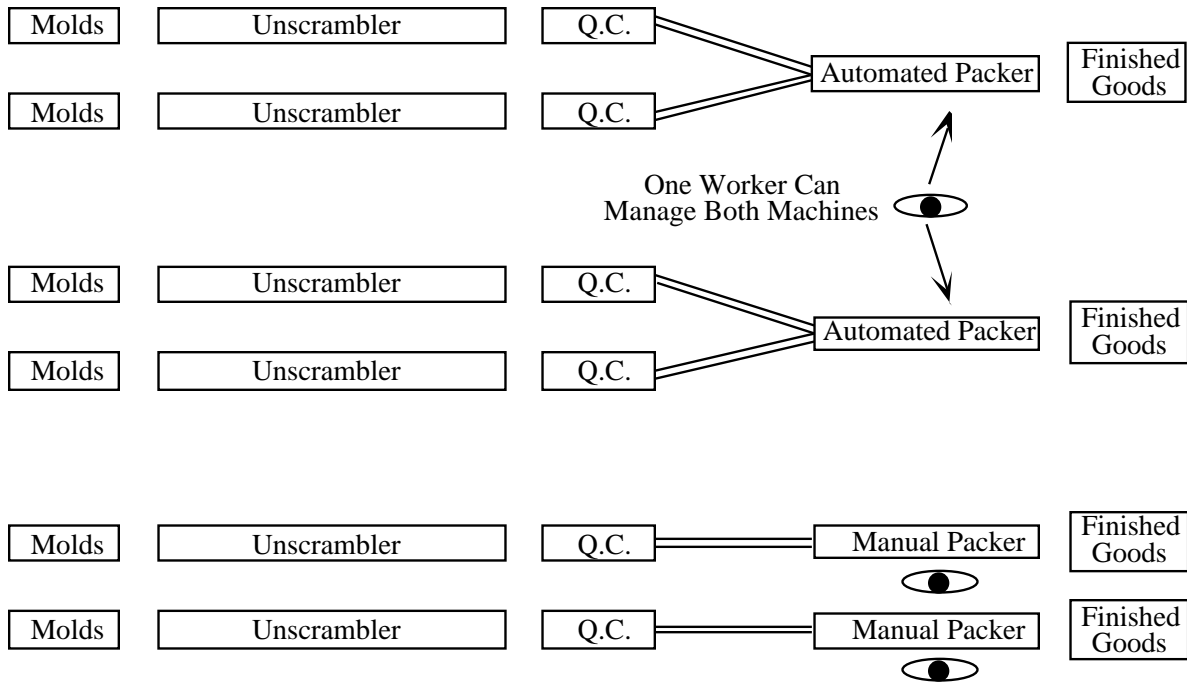 Molds Unscrambler Q.C.
Automated Packer
Finished
Goods
Molds Unscrambler Q.C.
One Worker Can
Manage Both Machines
Molds Unscrambler Q.C.
Automated Packer
Finished
Goods
Molds Unscrambler Q.C.
Molds Unscrambler Q.C. Manual Packer
Finished
Goods
Molds Unscrambler Q.C. Manual Packer
Finished
Goods